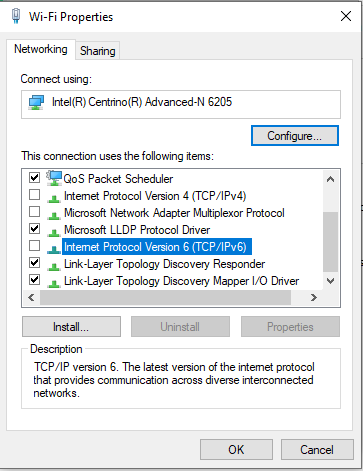 Wi-Fi Properties
Networking
Sharing
Connect using:
Intel(R) Centrino(R) Advanced-N 6205
Configure...
This connection uses the following items:
QoS Packet Scheduler
Internet Protocol Version 4 (TCP/IPv4)
Microsoft Network Adapter Multiplexor Protocol
Microsoft LLDP Protocol Driver
Internet Protocol Version 6 (TCP/IPv6)
Link-Layer Topology Discovery Responder
Link-Layer Topology Discovery Mapper I/O Driver
Install...
Uninstall
Properties
Description
TCP/IP version 6. The latest version of the internet protocol
that provides communication across diverse interconnected
networks.
OK
Cancel